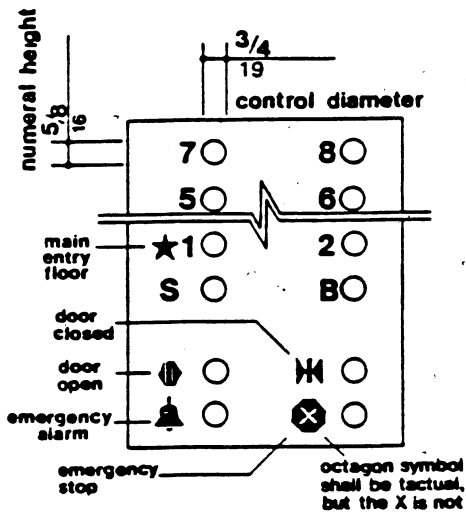 3/4
19
control diameter
numeral height
5/8
16
7 8
5 6
main
entry
floor
1 2
S B
door
closed
door
open
emergency
alarm
X
emergency
stop
octagon symbol
shall be tactual,
but the X is not